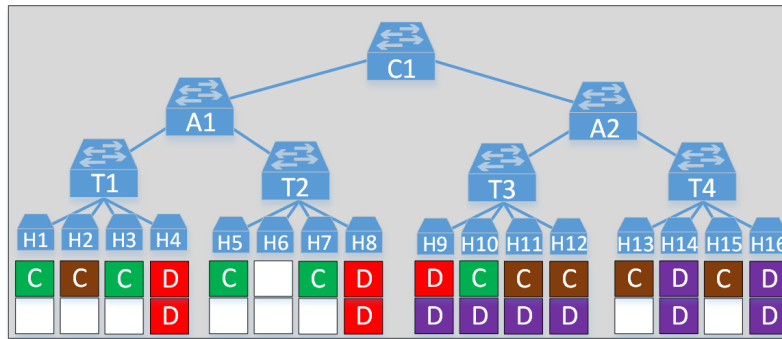 C1
A1 A2
T1 T2 T3 T4
H1 H2 H3 H4 H5 H6 H7 H8 H9 H10 H11 H12 H13 H14 H15 H16
C C C D C C D D C C C C D C D
D D D D D D D D